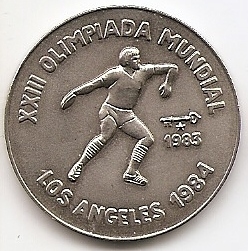 XXIII OLIMPIADA MUNDIAL
1983
LOS ANGELES 1984